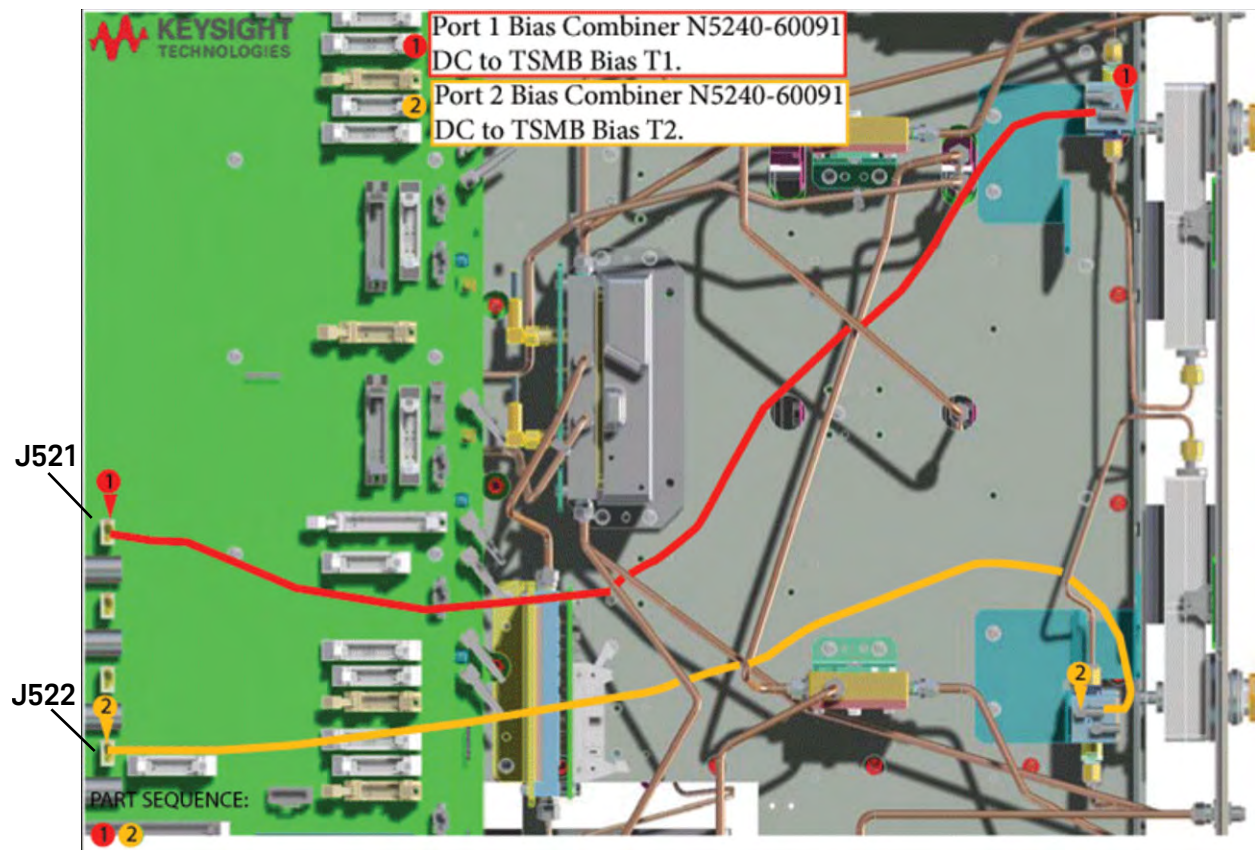 KEYSIGHT
TECHNOLOGIES
1
Port 1 Bias Combiner N5240-60091
DC to TSMB Bias T1.
2
Port 2 Bias Combiner N5240-60091
DC to TSMB Bias T2.
1
J521
1
J522
2
2
PART SEQUENCE:
1 2